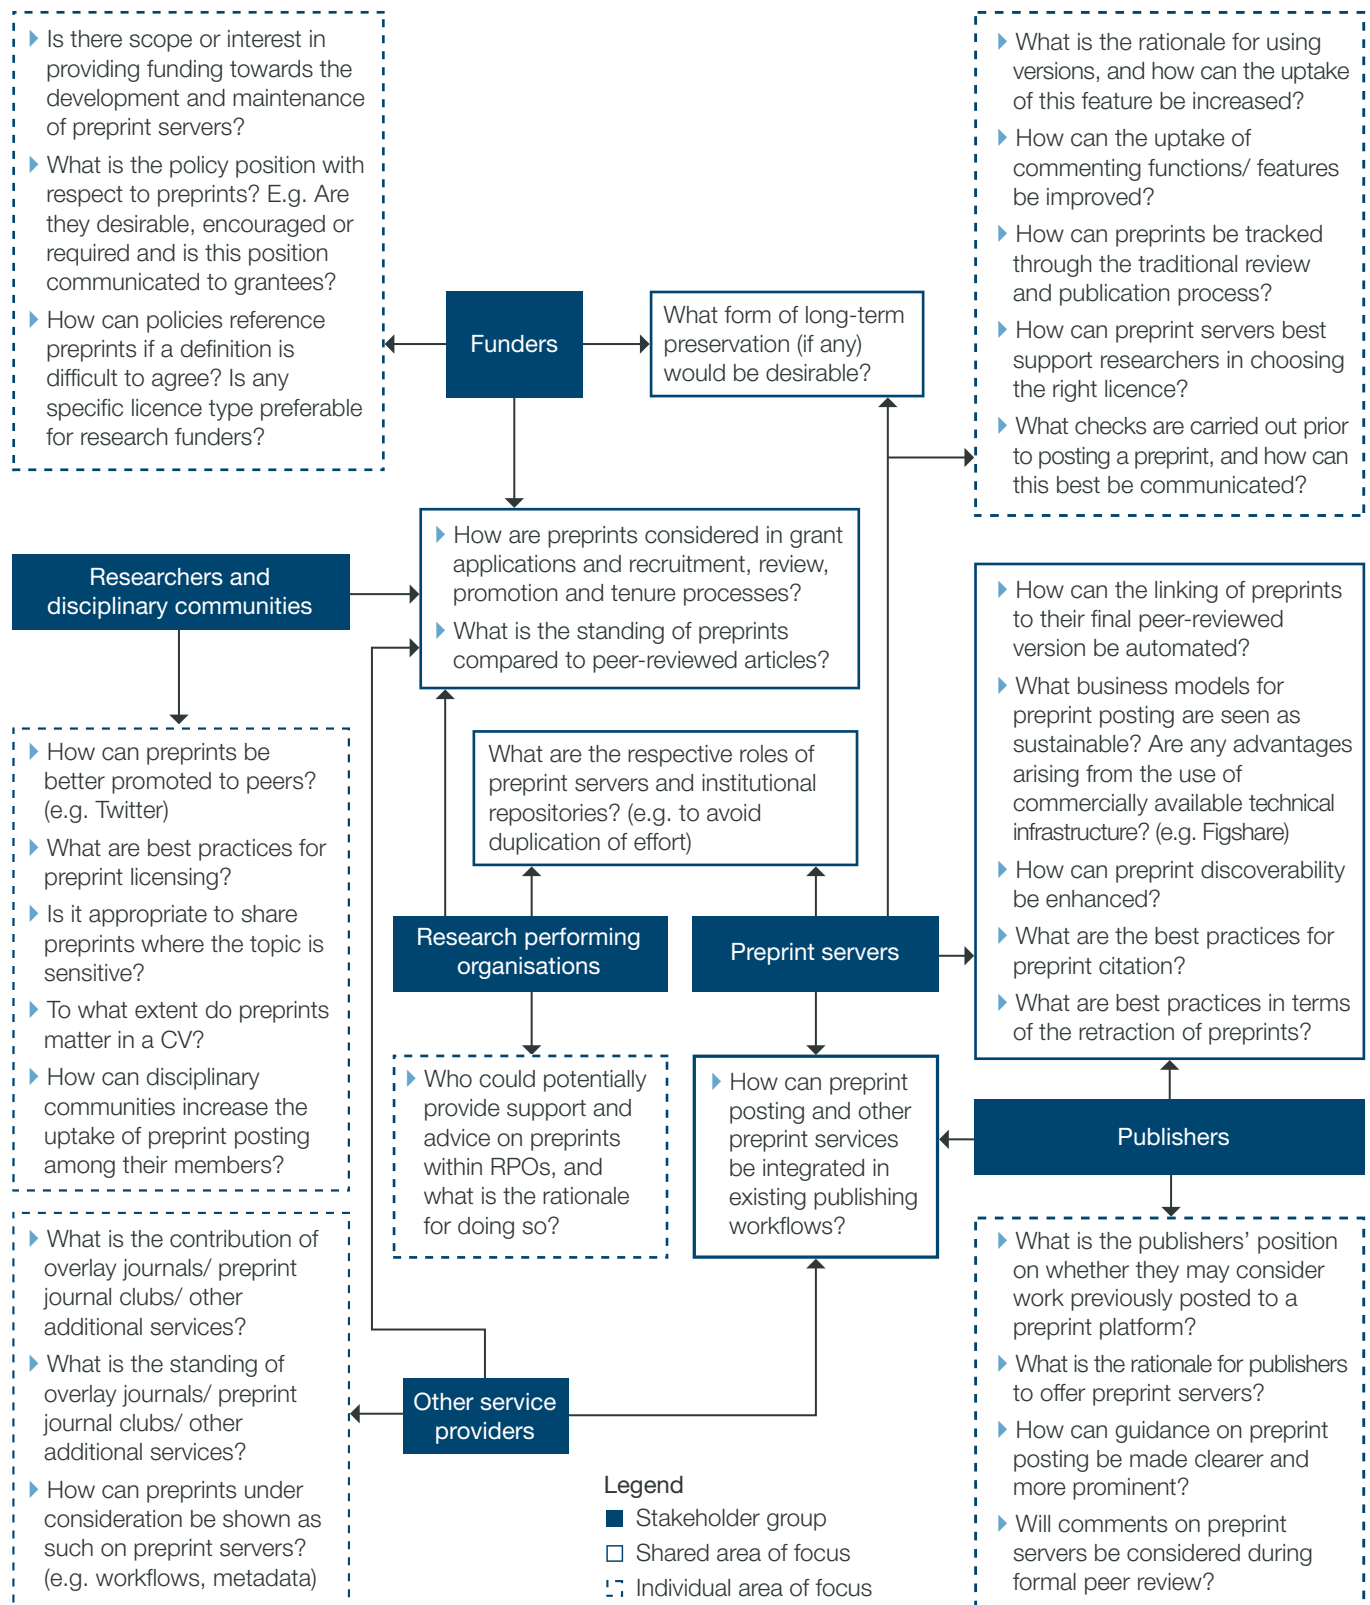 Is there scope or interest in
providing funding towards the
development and maintenance
of preprint servers?
What is the policy position with
respect to preprints? E.g. Are
they desirable, encouraged or
required and is this position
communicated to grantees?
How can policies reference
preprints if a definition is
difficult to agree? Is any
specific licence type preferable
for research funders?
Funders
What form of long-term
preservation (if any)
would be desirable?
What is the rationale for using
versions, and how can the uptake
of this feature be increased?
How can the uptake of
commenting functions/ features
be improved?
How can preprints be tracked
through the traditional review
and publication process?
How can preprint servers best
support researchers in choosing
the right licence?
What checks are carried out prior
to posting a preprint, and how can
this best be communicated?
Researchers and
disciplinary communities
How are preprints considered in grant
applications and recruitment, review,
promotion and tenure processes?
What is the standing of preprints
compared to peer-reviewed articles?
How can the linking of preprints
to their final peer-reviewed
version be automated?
What business models for
preprint posting are seen as
sustainable? Are any advantages
arising from the use of
commercially available technical
infrastructure? (e.g. Figshare)
How can preprint discoverability
be enhanced?
What are the best practices for
preprint citation?
What are best practices in terms
of the retraction of preprints?
How can preprints be
better promoted to peers?
(e.g. Twitter)
What are best practices for
preprint licensing?
Is it appropriate to share
preprints where the topic is
sensitive?
To what extent do preprints
matter in a CV?
How can disciplinary
communities increase the
uptake of preprint posting
among their members?
What are the respective roles of
preprint servers and institutional
repositories? (e.g. to avoid
duplication of effort)
Research performing
organisations
Preprint servers
Who could potentially
provide support and
advice on preprints
within RPOs, and
what is the rationale
for doing so?
How can preprint
posting and other
preprint services
be integrated in
existing publishing
workflows?
Publishers
What is the contribution of
overlay journals/ preprint
journal clubs/ other
additional services?
What is the standing of
overlay journals/ preprint
journal clubs/ other
additional services?
How can preprints under
consideration be shown as
such on preprint servers?
(e.g. workflows, metadata)
Other service
providers
What is the publishers’ position
on whether they may consider
work previously posted to a
preprint platform?
What is the rationale for publishers
to offer preprint servers?
How can guidance on preprint
posting be made clearer and
more prominent?
Will comments on preprint
servers be considered during
formal peer review?
Legend
Stakeholder group
Shared area of focus
Individual area of focus